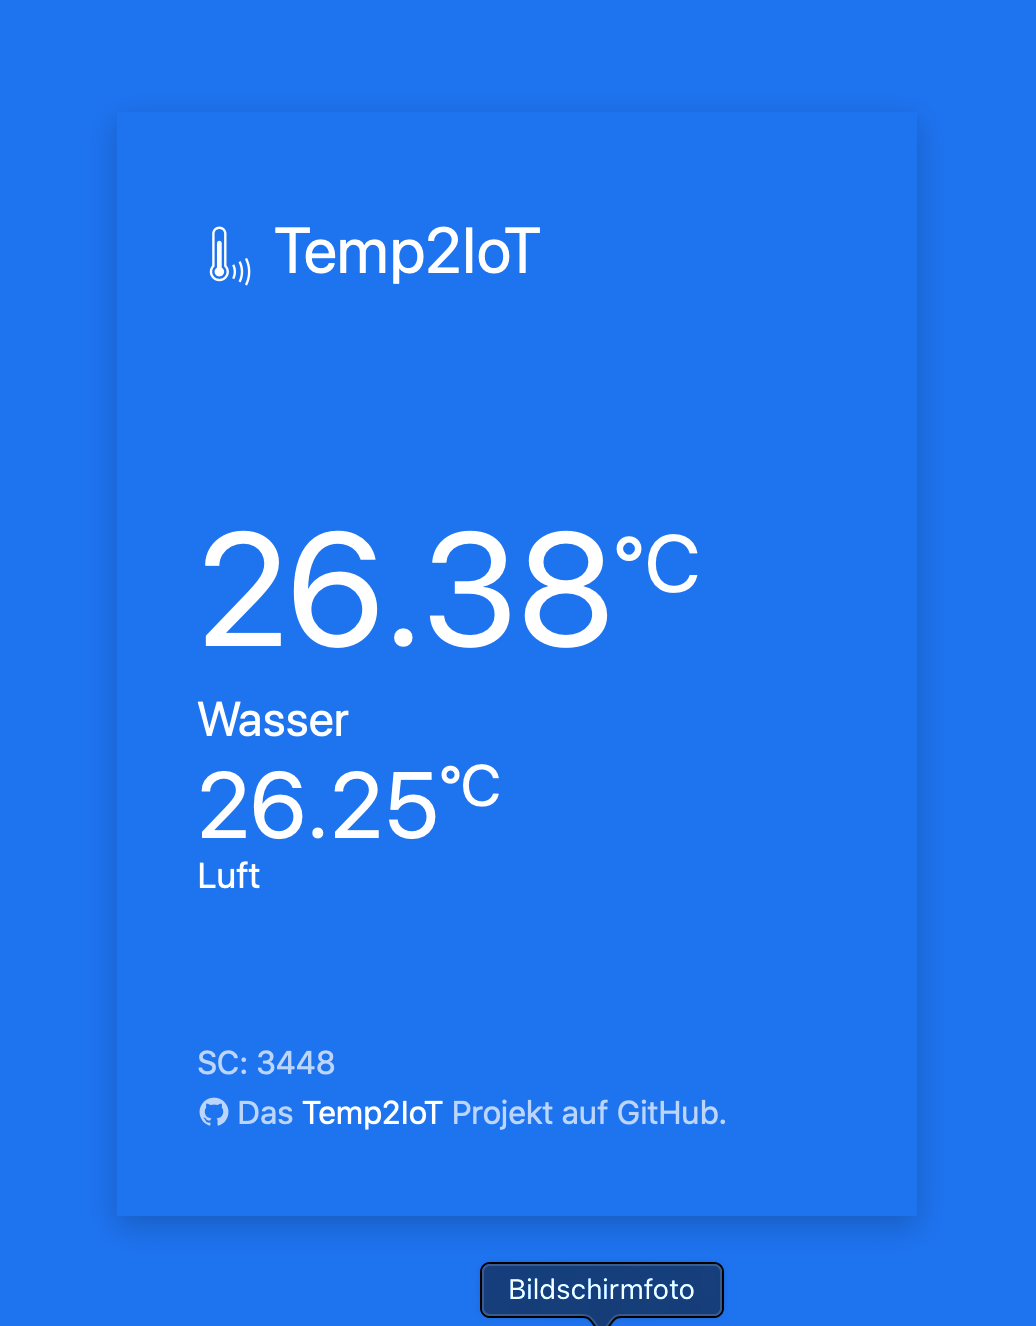 Temp2IoT
26.38°C
Wasser
26.25°C
Luft
SC: 3448
Das Temp2IoT Projekt auf GitHub.
Bildschirmfoto